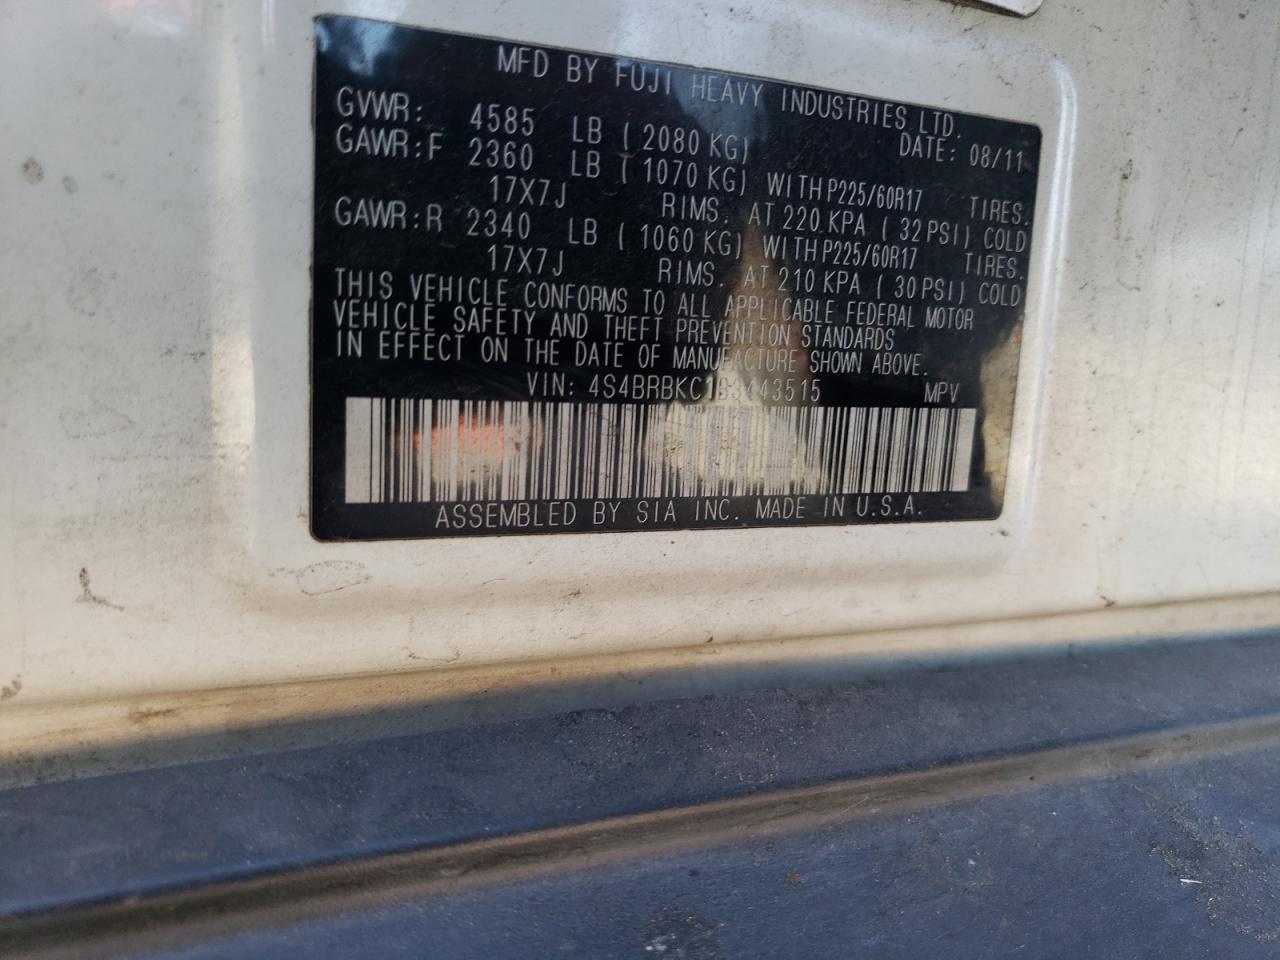 MFD BY FUJI HEAVY INDUSTRIES LTD.
DATE: 08/11
GVWR: 4585 LB (2080 KG)
GAWR:F 2360 LB (1070 KG) WITH P225/60R17 TIRES.
17X7J RIMS. AT 220 KPA (32 PSI) COLD
GAWR:R 2340 LB (1060 KG) WITH P225/60R17 TIRES.
17X7J RIMS. AT 210 KPA (30 PSI) COLD
THIS VEHICLE CONFORMS TO ALL APPLICABLE FEDERAL MOTOR
VEHICLE SAFETY AND THEFT PREVENTION STANDARDS
IN EFFECT ON THE DATE OF MANUFACTURE SHOWN ABOVE.
VIN: 4S4BRBKC1B3443515 MPV
ASSEMBLED BY SIA INC. MADE IN U.S.A.